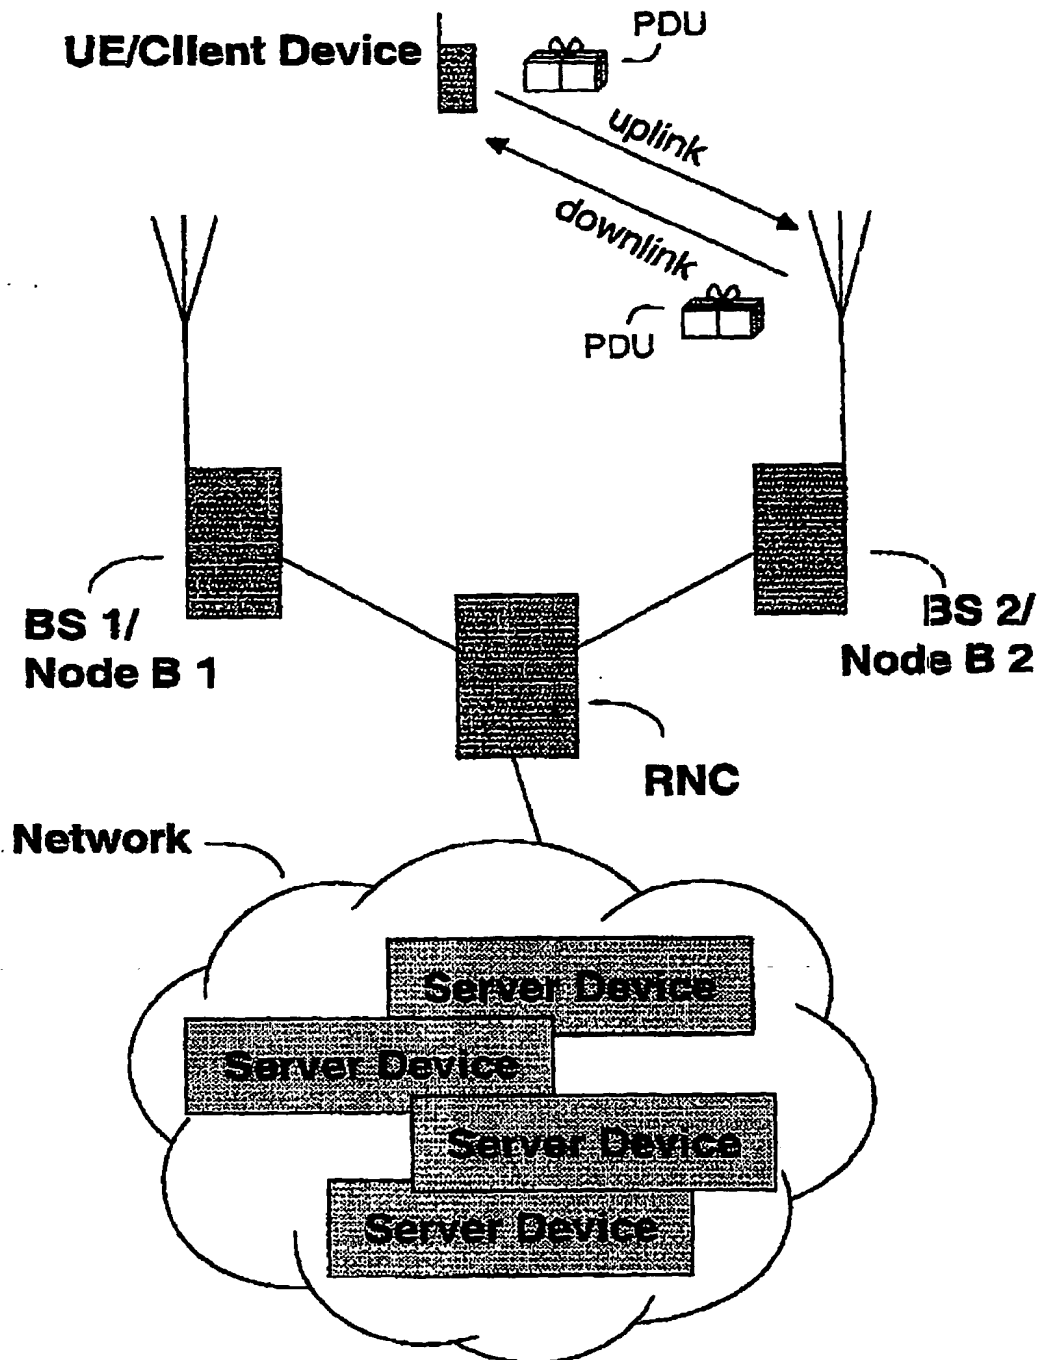 PDU
UE/Client Device
uplink
downlink
PDU
BS 1/
Node B 1
BS 2/
Node B 2
RNC
Network
Server Device
Server Device
Server Device
Server Device